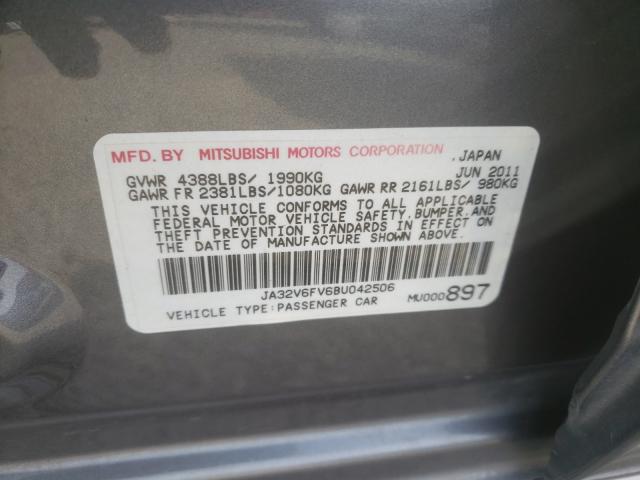 MFD. BY MITSUBISHI MOTORS CORPORATION .JAPAN
GVWR 4388LBS/ 1990KG JUN 2011
GAWR FR 2381LBS/1080KG GAWR RR 2161LBS/ 980KG
THIS VEHICLE CONFORMS TO ALL APPLICABLE
FEDERAL MOTOR VEHICLE SAFETY,BUMPER,AND
THEFT PREVENTION STANDARDS IN EFFECT ON
THE DATE OF MANUFACTURE SHOWN ABOVE.
JA32V6FV6BU042506
VEHICLE TYPE:PASSENGER CAR MU000897